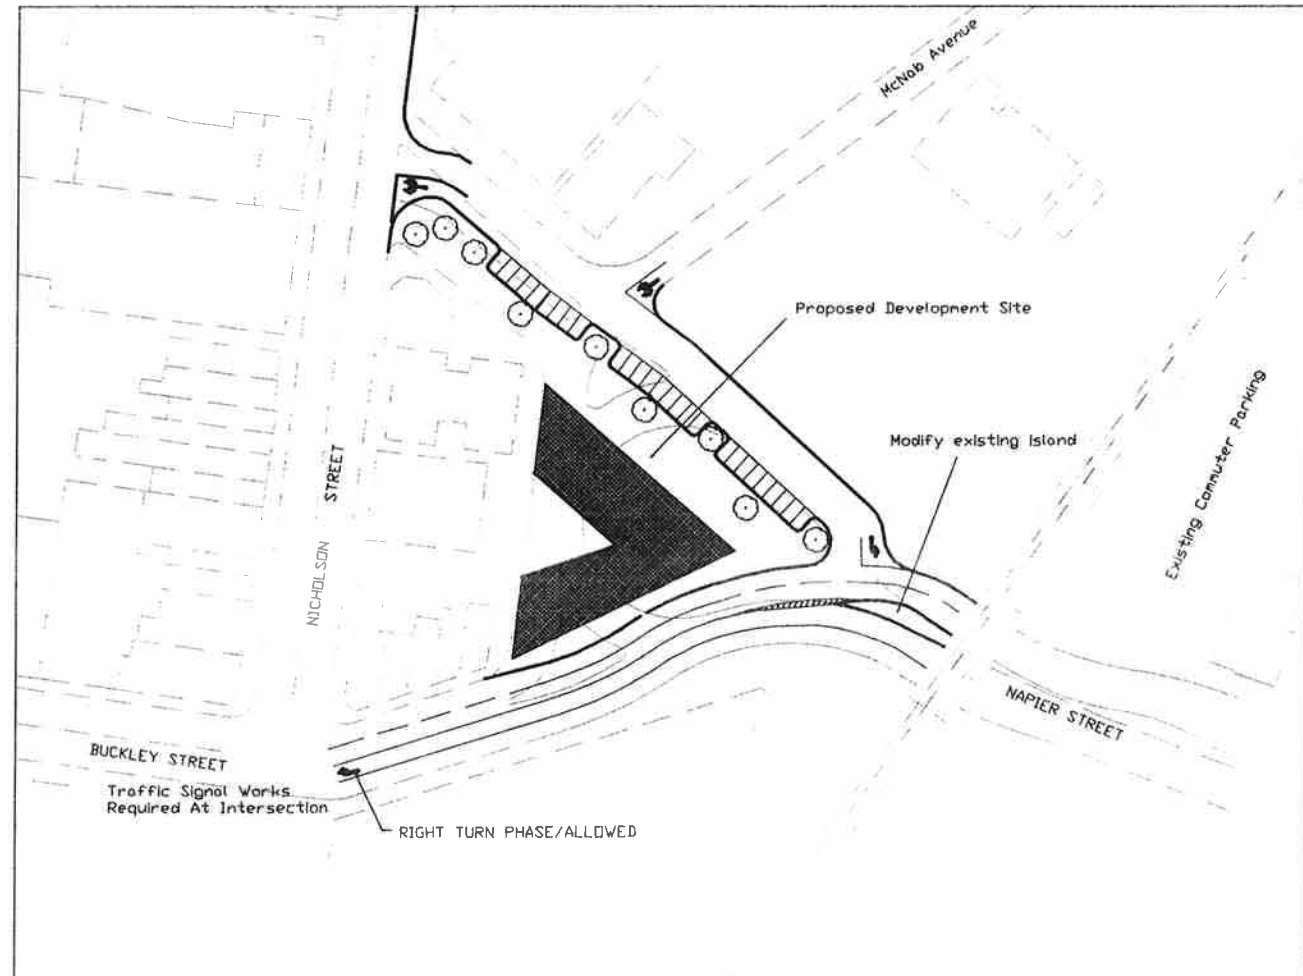 McNab Avenue
Proposed Development Site
Modify existing island
Existing Commuter Parking
NICHOLSON STREET
NAPIER STREET
BUCKLEY STREET
Traffic Signal Works
Required At Intersection
RIGHT TURN PHASE/ALLOWED